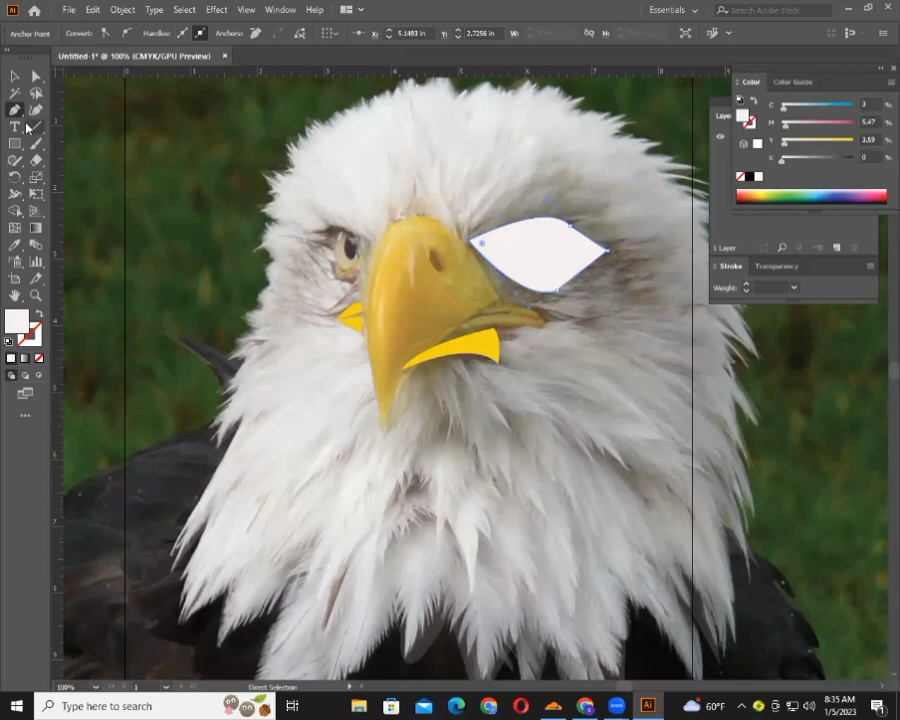 Ai File Edit Object Type Select Effect View Window Help Essentials Search Adobe Stock
Anchor Point Convert: Handles: Anchors: X: 5.1493 in Y: 2.7256 in W: H:
Untitled-1* @ 100% (CMYK/GPU Preview) ×
Color Color Guide
C 3 %
M 5.47 %
Y 3.59 %
K 0 %
Laye
1 Layer
Stroke Transparency
Weight:
100% 1 Direct Selection
Type here to search
zoom
Ai
60°F
8:35 AM
1/5/2023